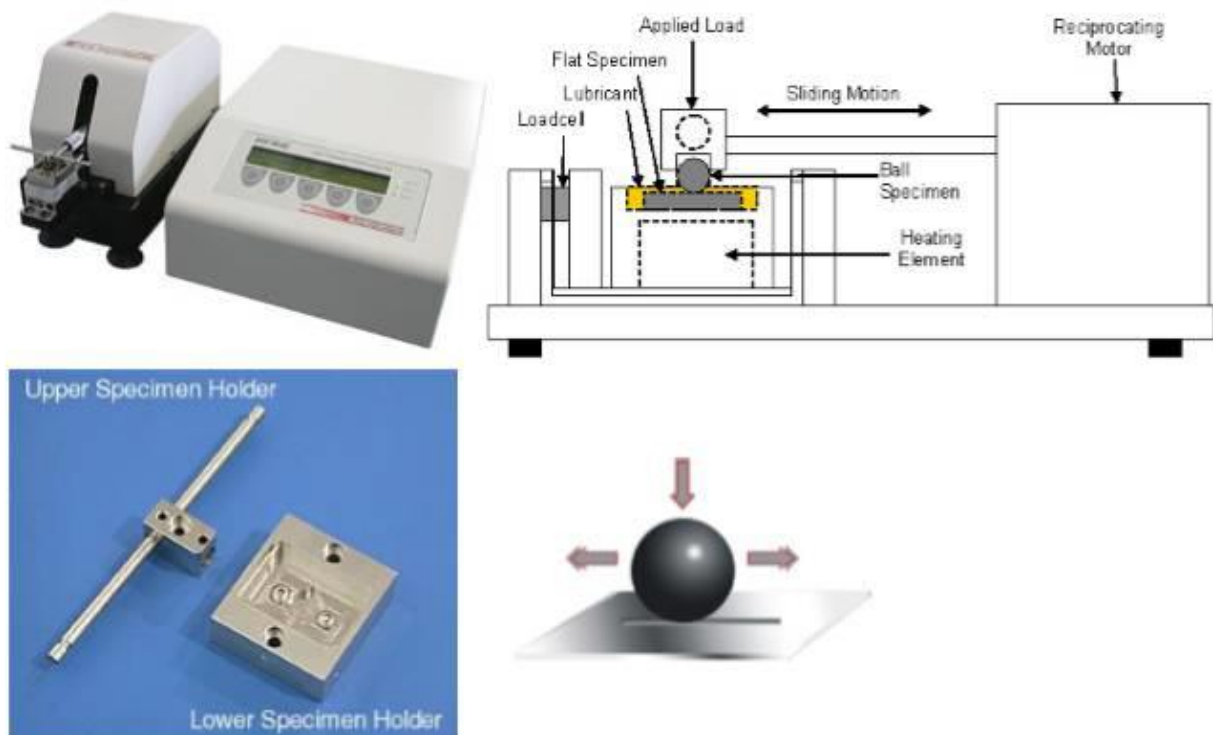 Applied Load
Flat Specimen
Lubricant
Loadcell
Sliding Motion
Reciprocating
Motor
Ball
Specimen
Heating
Element
Upper Specimen Holder
Lower Specimen Holder